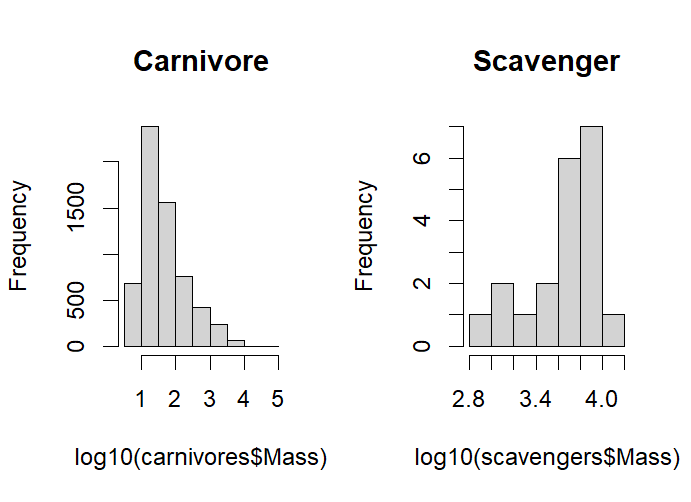 Carnivore
Frequency
0
500
1500
1 2 3 4 5
log10(carnivores$Mass)
Scavenger
Frequency
0
2
4
6
2.8 3.4 4.0
log10(scavengers$Mass)